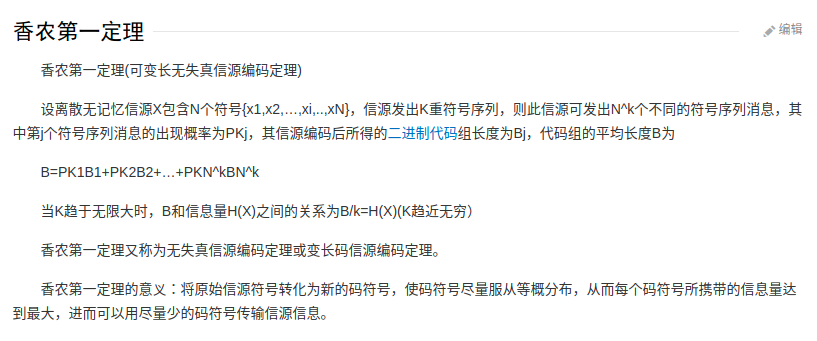 香农第一定理
编辑
香农第一定理(可变长无失真信源编码定理)
设离散无记忆信源X包含N个符号{x1,x2,…,xi,..,xN}，信源发出K重符号序列，则此信源可发出N^k个不同的符号序列消息，其
中第j个符号序列消息的出现概率为PKj，其信源编码后所得的二进制代码组长度为Bj，代码组的平均长度B为
B=PK1B1+PK2B2+…+PKN^kBN^k
当K趋于无限大时，B和信息量H(X)之间的关系为B/k=H(X)(K趋近无穷）
香农第一定理又称为无失真信源编码定理或变长码信源编码定理。
香农第一定理的意义：将原始信源符号转化为新的码符号，使码符号尽量服从等概分布，从而每个码符号所携带的信息量达
到最大，进而可以用尽量少的码符号传输信源信息。